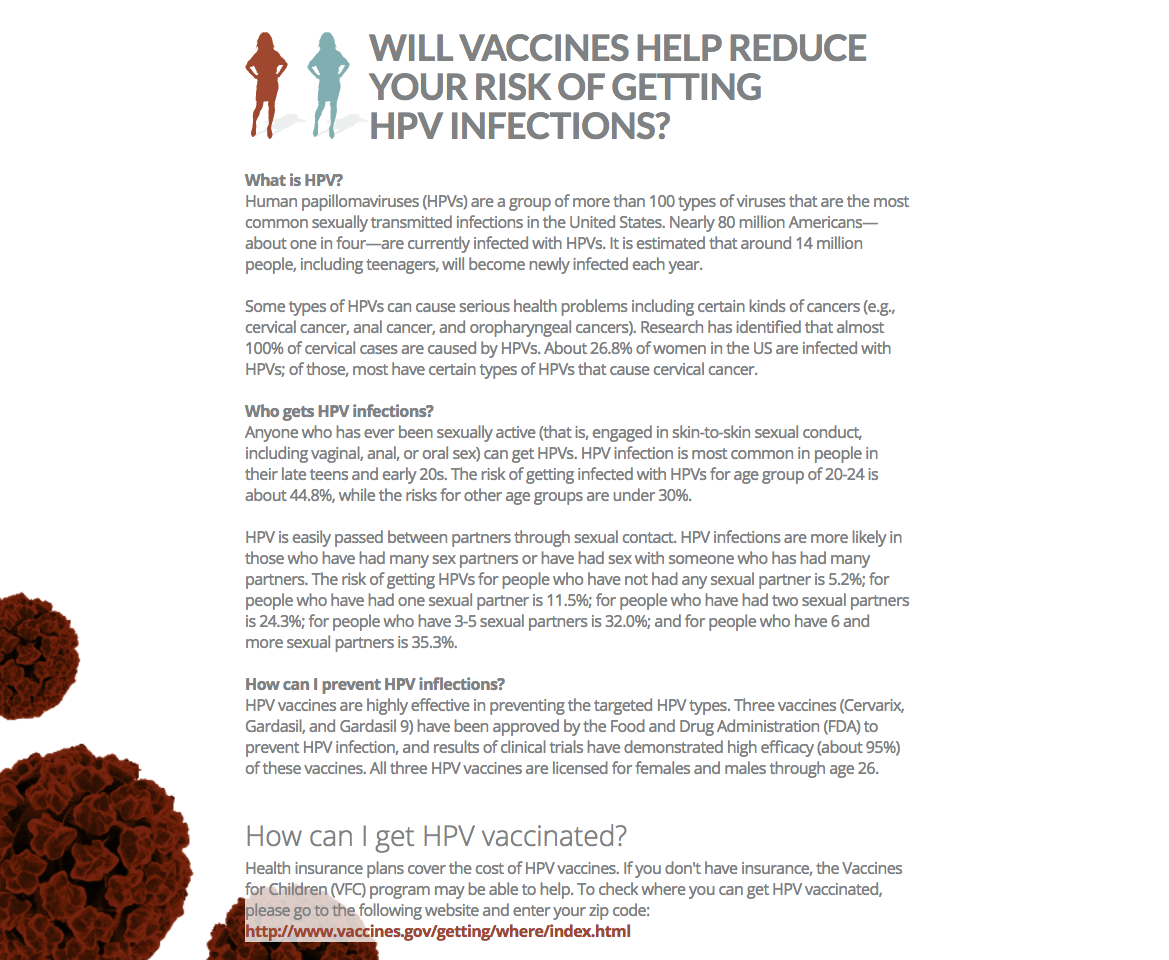 WILL VACCINES HELP REDUCE
YOUR RISK OF GETTING
HPV INFECTIONS?
What is HPV?
Human papillomaviruses (HPVs) are a group of more than 100 types of viruses that are the most
common sexually transmitted infections in the United States. Nearly 80 million Americans—
about one in four—are currently infected with HPVs. It is estimated that around 14 million
people, including teenagers, will become newly infected each year.
Some types of HPVs can cause serious health problems including certain kinds of cancers (e.g.,
cervical cancer, anal cancer, and oropharyngeal cancers). Research has identified that almost
100% of cervical cases are caused by HPVs. About 26.8% of women in the US are infected with
HPVs; of those, most have certain types of HPVs that cause cervical cancer.
Who gets HPV infections?
Anyone who has ever been sexually active (that is, engaged in skin-to-skin sexual conduct,
including vaginal, anal, or oral sex) can get HPVs. HPV infection is most common in people in
their late teens and early 20s. The risk of getting infected with HPVs for age group of 20-24 is
about 44.8%, while the risks for other age groups are under 30%.
HPV is easily passed between partners through sexual contact. HPV infections are more likely in
those who have had many sex partners or have had sex with someone who has had many
partners. The risk of getting HPVs for people who have not had any sexual partner is 5.2%; for
people who have had one sexual partner is 11.5%; for people who have had two sexual partners
is 24.3%; for people who have 3-5 sexual partners is 32.0%; and for people who have 6 and
more sexual partners is 35.3%.
How can I prevent HPV inflections?
HPV vaccines are highly effective in preventing the targeted HPV types. Three vaccines (Cervarix,
Gardasil, and Gardasil 9) have been approved by the Food and Drug Administration (FDA) to
prevent HPV infection, and results of clinical trials have demonstrated high efficacy (about 95%)
of these vaccines. All three HPV vaccines are licensed for females and males through age 26.
How can I get HPV vaccinated?
Health insurance plans cover the cost of HPV vaccines. If you don't have insurance, the Vaccines
for Children (VFC) program may be able to help. To check where you can get HPV vaccinated,
please go to the following website and enter your zip code:
http://www.vaccines.gov/getting/where/index.html